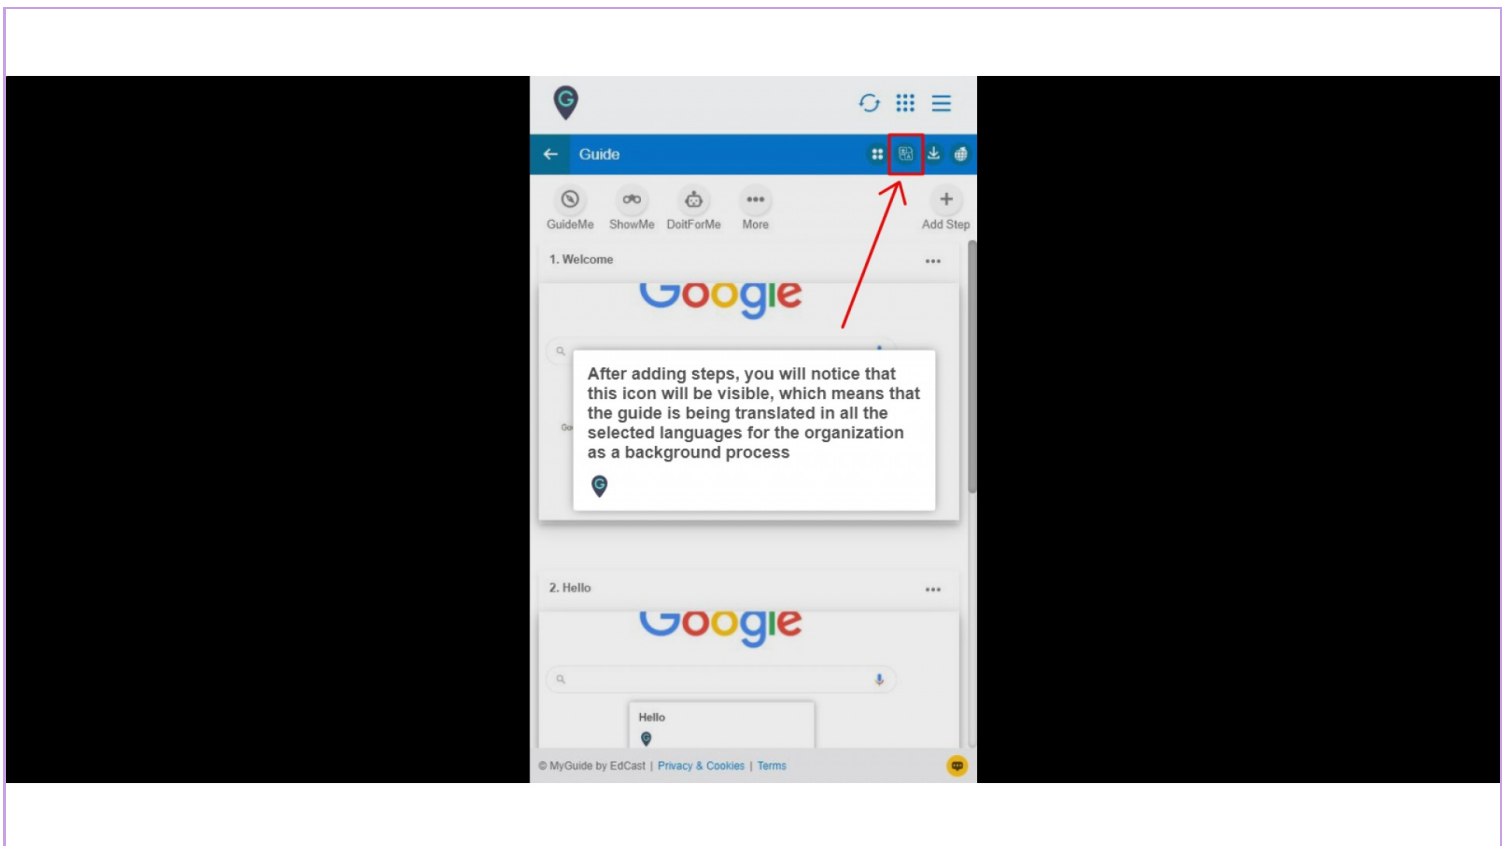 G
Guide
GuideMe ShowMe DoitForMe More Add Step
1. Welcome
Google
After adding steps, you will notice that
this icon will be visible, which means that
the guide is being translated in all the
selected languages for the organization
as a background process
G
2. Hello
Google
Hello
G
© MyGuide by EdCast | Privacy & Cookies | Terms